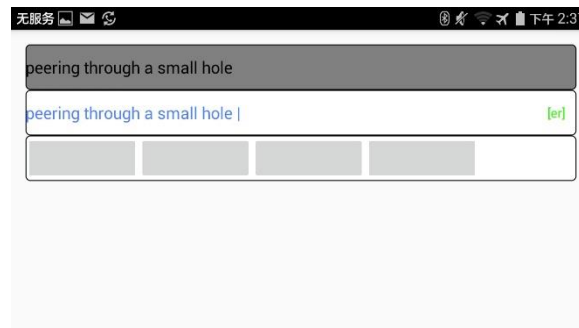 无服务 下午 2:3
peering through a small hole
peering through a small hole | [er]